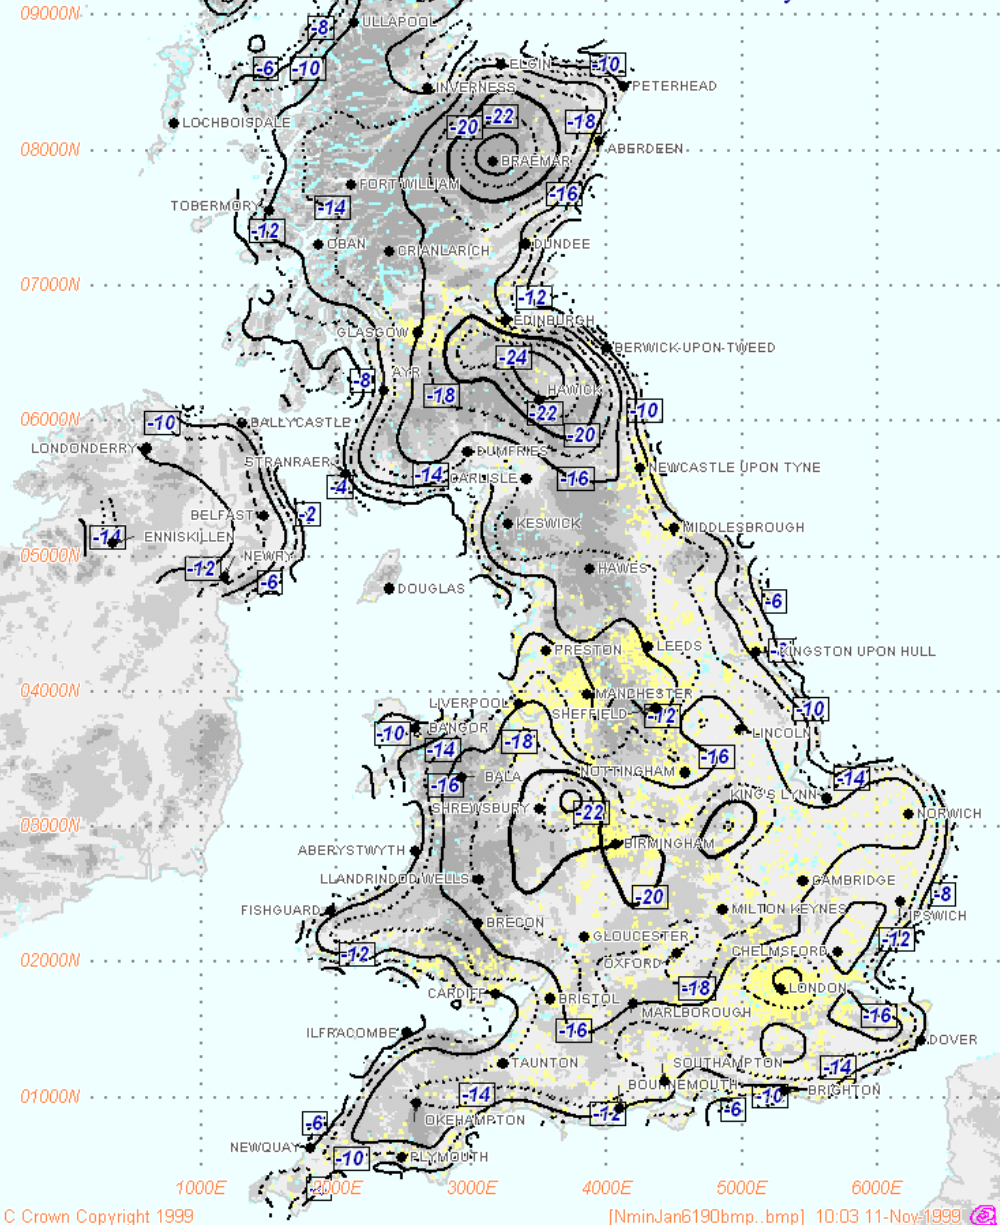 09000N
-8
ULLAPOOL
-6
-10
ELGIN
-10
INVERNESS
PETERHEAD
-22
-20
-18
LOCHBOISDALE
08000N
ABERDEEN
BRAEMAR
FORT WILLIAM
-16
TOBERMORY
-14
-12
OBAN
CRIANLARICH
DUNDEE
07000N
-12
EDINBURGH
GLASGOW
BERWICK-UPON-TWEED
-24
AYR
-8
HAWICK
-18
-22
-10
06000N
-10
BALLYCASTLE
-20
LONDONDERRY
DUMFRIES
STRANRAER
NEWCASTLE UPON TYNE
-14
CARLISLE
-16
-4
BELFAST
-2
KESWICK
MIDDLESBROUGH
-14
ENNISKILLEN
05000N
NEWRY
-12
HAWES
-6
DOUGLAS
-6
LEEDS
PRESTON
KINGSTON UPON HULL
04000N
MANCHESTER
LIVERPOOL
-10
SHEFFIELD
-12
BANGOR
-10
LINCOLN
-18
-14
-16
NOTTINGHAM
BALA
-14
-16
KING'S LYNN
SHREWSBURY
-22
NORWICH
03000N
BIRMINGHAM
ABERYSTWYTH
LLANDRINDOD WELLS
CAMBRIDGE
-20
-8
FISHGUARD
MILTON KEYNES
IPSWICH
BRECON
GLOUCESTER
-12
-12
CHELMSFORD
02000N
OXFORD
-18
LONDON
CARDIFF
BRISTOL
MARLBOROUGH
-16
-16
ILFRACOMBE
DOVER
TAUNTON
SOUTHAMPTON
-14
BOURNEMOUTH
BRIGHTON
01000N
-14
-10
-12
-6
-6
OKEHAMPTON
NEWQUAY
-10
PLYMOUTH
1000E
2000E
3000E
4000E
5000E
6000E
C Crown Copyright 1999
[NminJan6190bmp..bmp] 10:03 11-Nov-1999